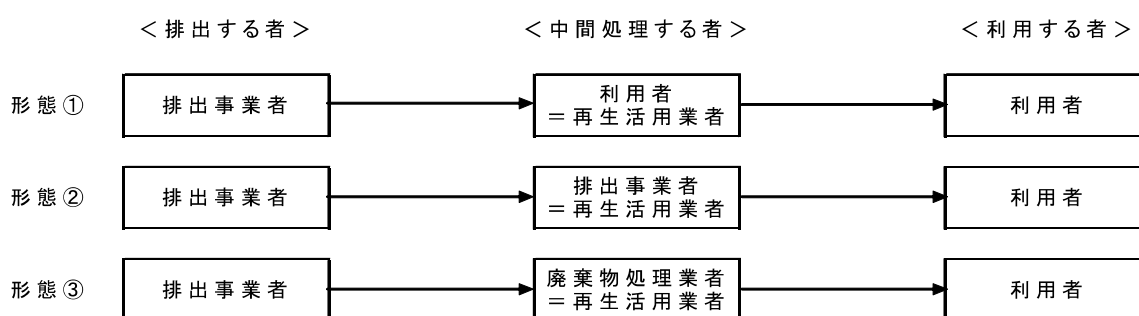 ＜排出する者＞ ＜中間処理する者＞ ＜利用する者＞
形態① 排出事業者 利用者 利用者
＝再生活用業者
形態② 排出事業者 排出事業者 利用者
＝再生活用業者
形態③ 排出事業者 廃棄物処理業者 利用者
＝再生活用業者